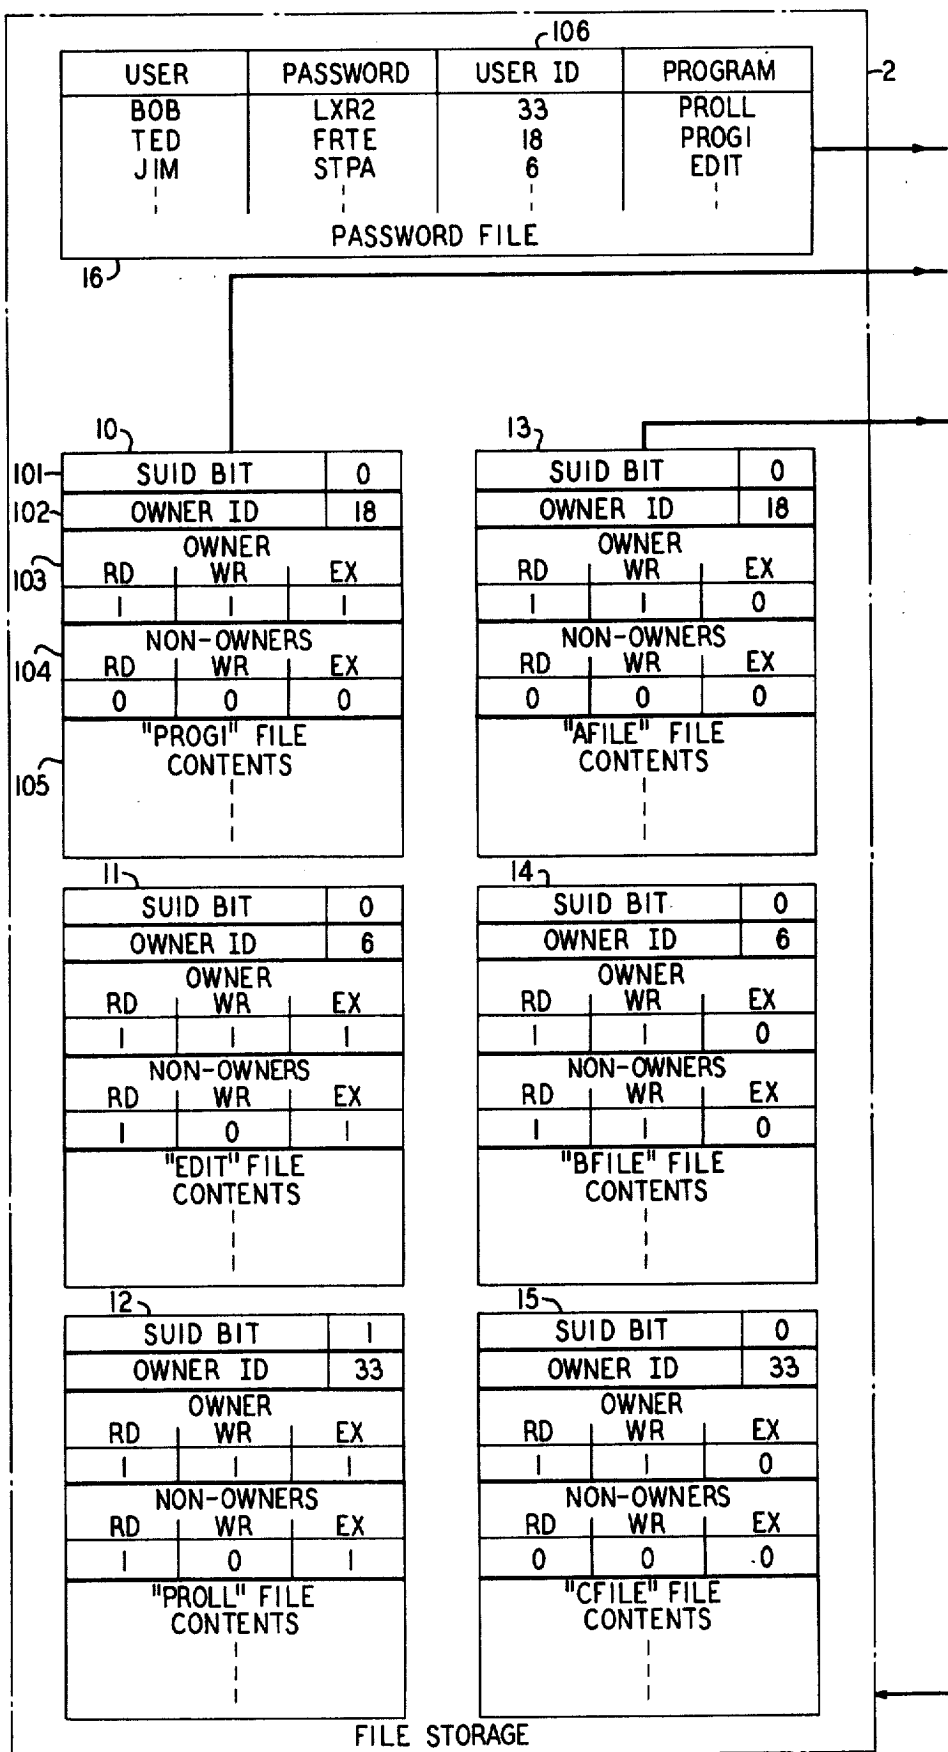 106
USER PASSWORD USER ID PROGRAM
2
BOB LXR2 33 PROLL
TED FRTE 18 PROGI
JIM STPA 6 EDIT
PASSWORD FILE
16
10
101
SUID BIT 0
102
OWNER ID 18
OWNER
103
RD WR EX
1 1 1
NON-OWNERS
104
RD WR EX
0 0 0
"PROGI" FILE
CONTENTS
105
13
SUID BIT 0
OWNER ID 18
OWNER
RD WR EX
1 1 0
NON-OWNERS
RD WR EX
0 0 0
"AFILE" FILE
CONTENTS
11
SUID BIT 0
OWNER ID 6
OWNER
RD WR EX
1 1 1
NON-OWNERS
RD WR EX
1 0 1
"EDIT" FILE
CONTENTS
14
SUID BIT 0
OWNER ID 6
OWNER
RD WR EX
1 1 0
NON-OWNERS
RD WR EX
1 1 0
"BFILE" FILE
CONTENTS
12
SUID BIT 1
OWNER ID 33
OWNER
RD WR EX
1 1 1
NON-OWNERS
RD WR EX
1 0 1
"PROLL" FILE
CONTENTS
15
SUID BIT 0
OWNER ID 33
OWNER
RD WR EX
1 1 0
NON-OWNERS
RD WR EX
0 0 0
"CFILE" FILE
CONTENTS
FILE STORAGE